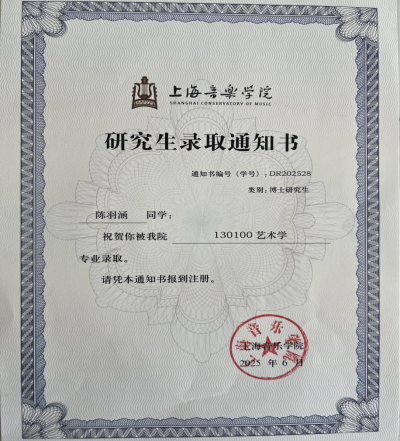 上海音樂学院
SHANGHAI CONSERVATORY OF MUSIC
研究生录取通知书
通知书编号（学号）：DR202528
类别：博士研究生
陈羽涵 同学：
祝贺你被我院 130100 艺术学
专业录取。
请凭本通知书报到注册。
上海音乐学院
2025 年 6 月